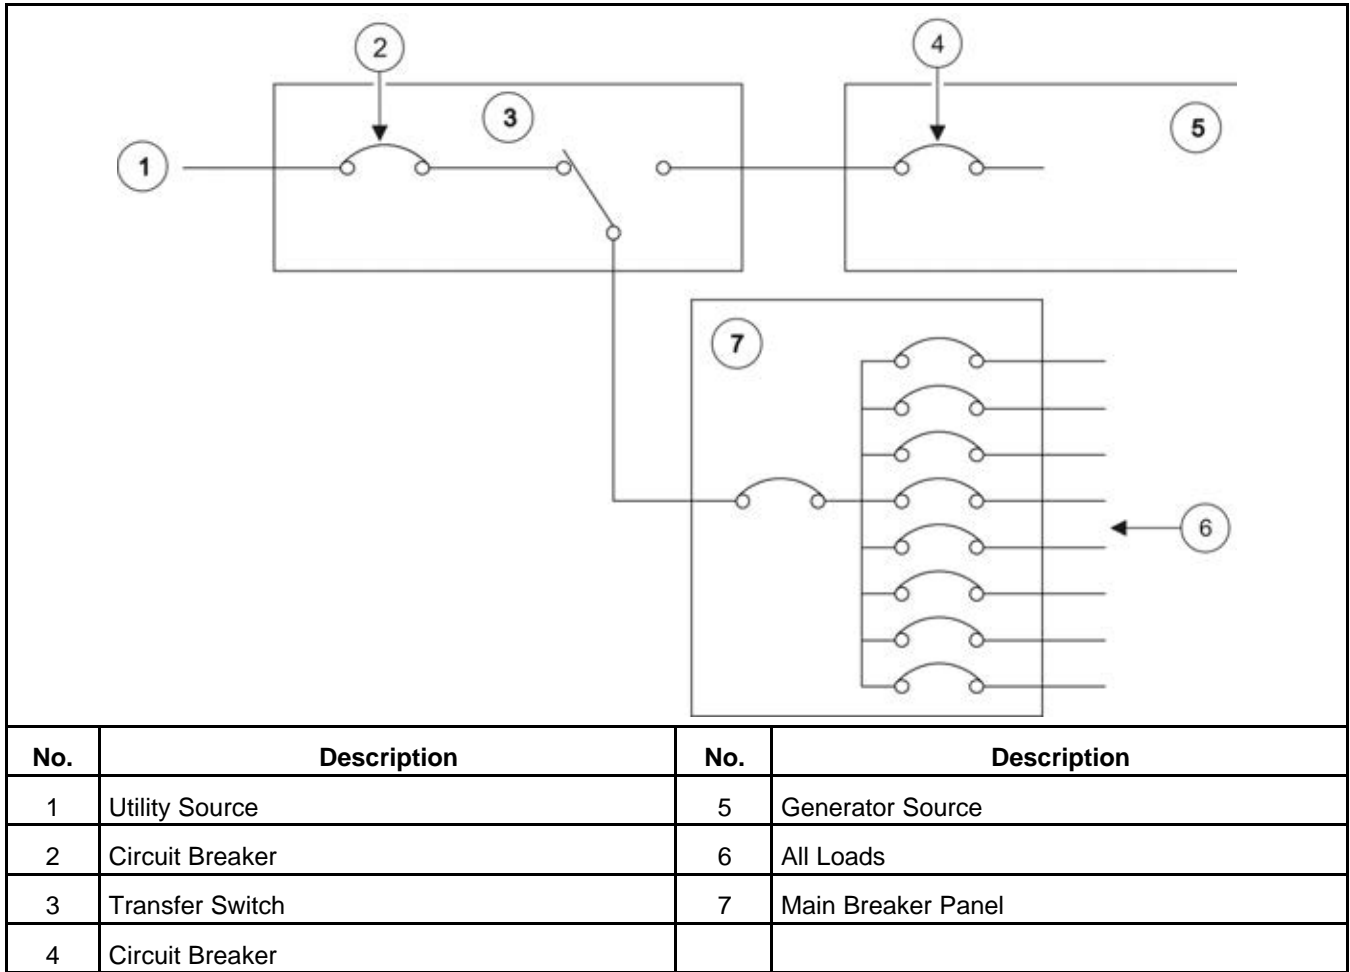 2
4
3
5
1
7
6
No. Description No. Description
1 Utility Source 5 Generator Source
2 Circuit Breaker 6 All Loads
3 Transfer Switch 7 Main Breaker Panel
4 Circuit Breaker